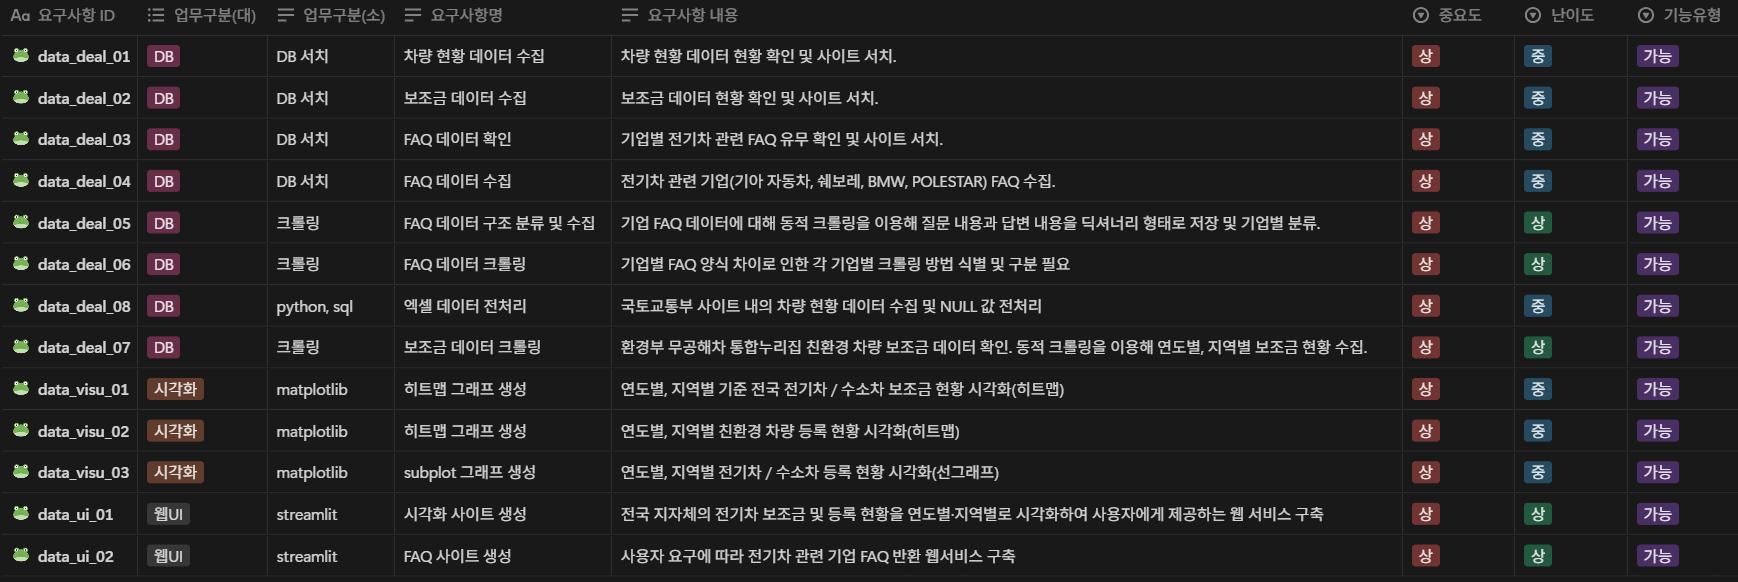 Aa 요구사항 ID 업무구분(대) 업무구분(소) 요구사항명 요구사항 내용 중요도 난이도 기능유형
data_deal_01 DB DB 서치 차량 현황 데이터 수집 차량 현황 데이터 현황 확인 및 사이트 서치. 상 중 가능
data_deal_02 DB DB 서치 보조금 데이터 수집 보조금 데이터 현황 확인 및 사이트 서치. 상 중 가능
data_deal_03 DB DB 서치 FAQ 데이터 확인 기업별 전기차 관련 FAQ 유무 확인 및 사이트 서치. 상 중 가능
data_deal_04 DB DB 서치 FAQ 데이터 수집 전기차 관련 기업(기아 자동차, 쉐보레, BMW, POLESTAR) FAQ 수집. 상 중 가능
data_deal_05 DB 크롤링 FAQ 데이터 구조 분류 및 수집 기업 FAQ 데이터에 대해 동적 크롤링을 이용해 질문 내용과 답변 내용을 딕셔너리 형태로 저장 및 기업별 분류. 상 상 가능
data_deal_06 DB 크롤링 FAQ 데이터 크롤링 기업별 FAQ 양식 차이로 인한 각 기업별 크롤링 방법 식별 및 구분 필요 상 상 가능
data_deal_08 DB python, sql 엑셀 데이터 전처리 국토교통부 사이트 내의 차량 현황 데이터 수집 및 NULL 값 전처리 상 중 가능
data_deal_07 DB 크롤링 보조금 데이터 크롤링 환경부 무공해차 통합누리집 친환경 차량 보조금 데이터 확인. 동적 크롤링을 이용해 연도별, 지역별 보조금 현황 수집. 상 상 가능
data_visu_01 시각화 matplotlib 히트맵 그래프 생성 연도별, 지역별 기준 전국 전기차 / 수소차 보조금 현황 시각화(히트맵) 상 중 가능
data_visu_02 시각화 matplotlib 히트맵 그래프 생성 연도별, 지역별 친환경 차량 등록 현황 시각화(히트맵) 상 중 가능
data_visu_03 시각화 matplotlib subplot 그래프 생성 연도별, 지역별 전기차 / 수소차 등록 현황 시각화(선그래프) 상 중 가능
data_ui_01 웹UI streamlit 시각화 사이트 생성 전국 지자체의 전기차 보조금 및 등록 현황을 연도별·지역별로 시각화하여 사용자에게 제공하는 웹 서비스 구축 상 상 가능
data_ui_02 웹UI streamlit FAQ 사이트 생성 사용자 요구에 따라 전기차 관련 기업 FAQ 반환 웹서비스 구축 상 상 가능